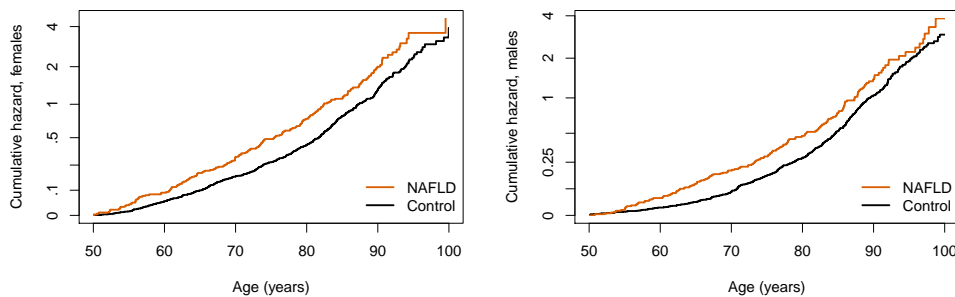 Cumulative hazard, females
4
2
1
.5
.1
0
NAFLD
Control
50 60 70 80 90 100
Age (years)
Cumulative hazard, males
4
2
1
0.25
0
NAFLD
Control
50 60 70 80 90 100
Age (years)